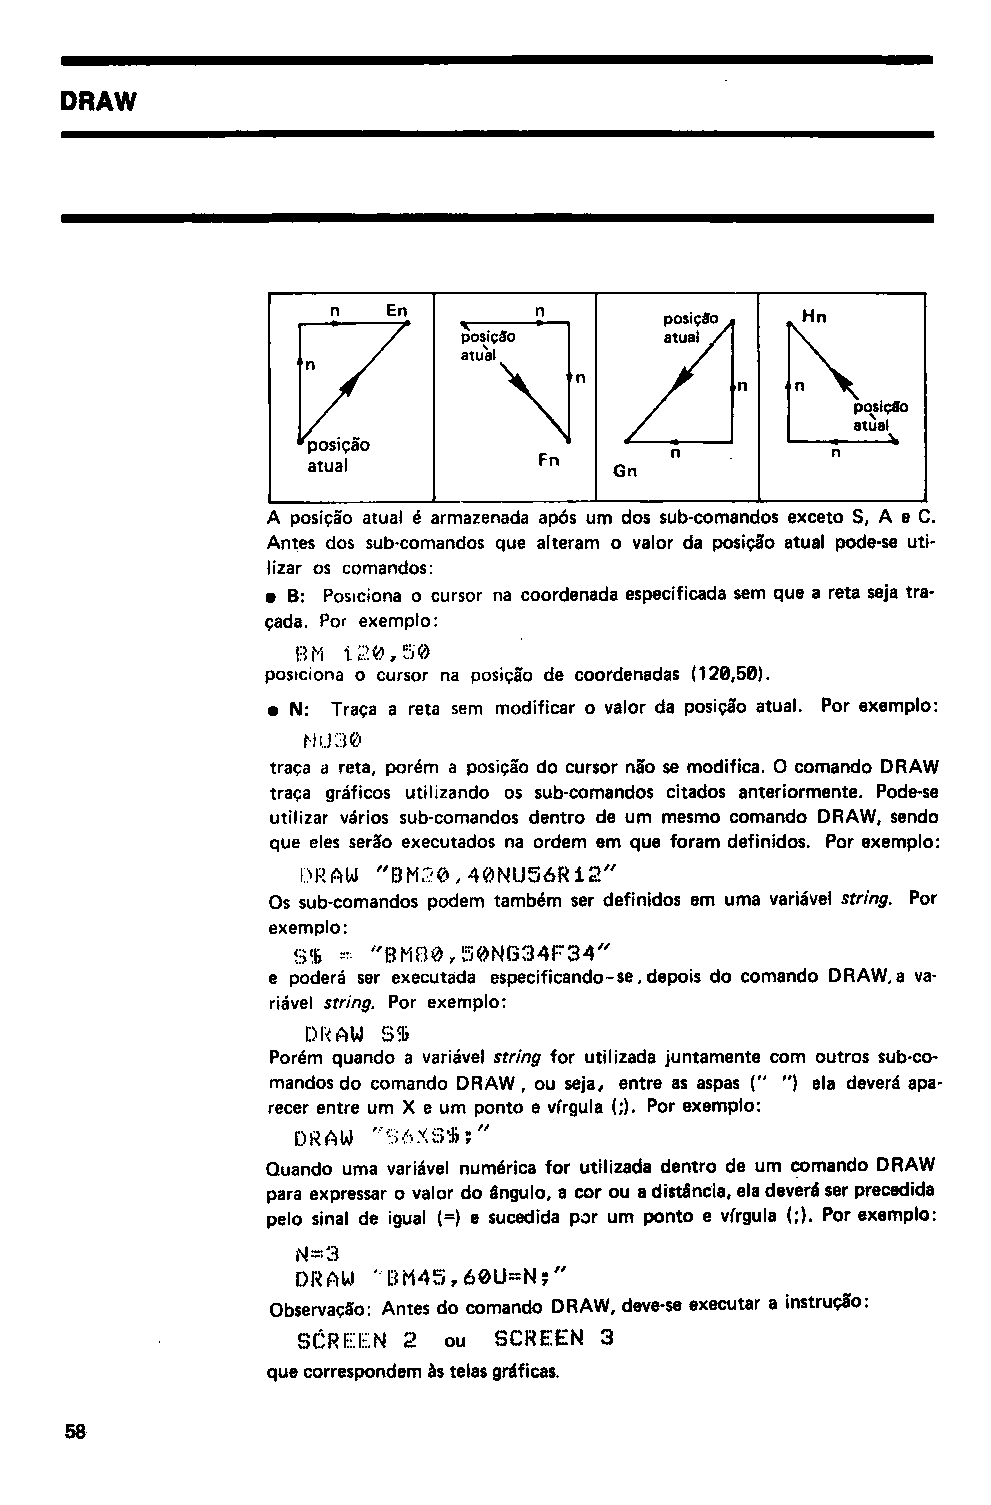 DRAW
n En
n
posição
atual
n
posição
atual
n
Fn
posição
atual
n
n
Gn
Hn
n
posição
atual
n
A posição atual é armazenada após um dos sub-comandos exceto S, A e C.
Antes dos sub-comandos que alteram o valor da posição atual pode-se uti-
lizar os comandos:
• B: Posiciona o cursor na coordenada especificada sem que a reta seja tra-
çada. Por exemplo:
BM 120,50
posiciona o cursor na posição de coordenadas (120,50).
• N: Traça a reta sem modificar o valor da posição atual. Por exemplo:
NU30
traça a reta, porém a posição do cursor não se modifica. O comando DRAW
traça gráficos utilizando os sub-comandos citados anteriormente. Pode-se
utilizar vários sub-comandos dentro de um mesmo comando DRAW, sendo
que eles serão executados na ordem em que foram definidos. Por exemplo:
DRAW "BM20,40NU56R12"
Os sub-comandos podem também ser definidos em uma variável string. Por
exemplo:
S$ = "BM80,50NG34F34"
e poderá ser executada especificando-se, depois do comando DRAW, a va-
riável string. Por exemplo:
DRAW S$
Porém quando a variável string for utilizada juntamente com outros sub-co-
mandos do comando DRAW, ou seja, entre as aspas (" ") ela deverá apa-
recer entre um X e um ponto e vírgula (;). Por exemplo:
DRAW "S6XS$;"
Quando uma variável numérica for utilizada dentro de um comando DRAW
para expressar o valor do ângulo, a cor ou a distância, ela deverá ser precedida
pelo sinal de igual (=) e sucedida por um ponto e vírgula (;). Por exemplo:
N=3
DRAW "BM45,60U=N;"
Observação: Antes do comando DRAW, deve-se executar a instrução:
SCREEN 2 ou SCREEN 3
que correspondem às telas gráficas.
58